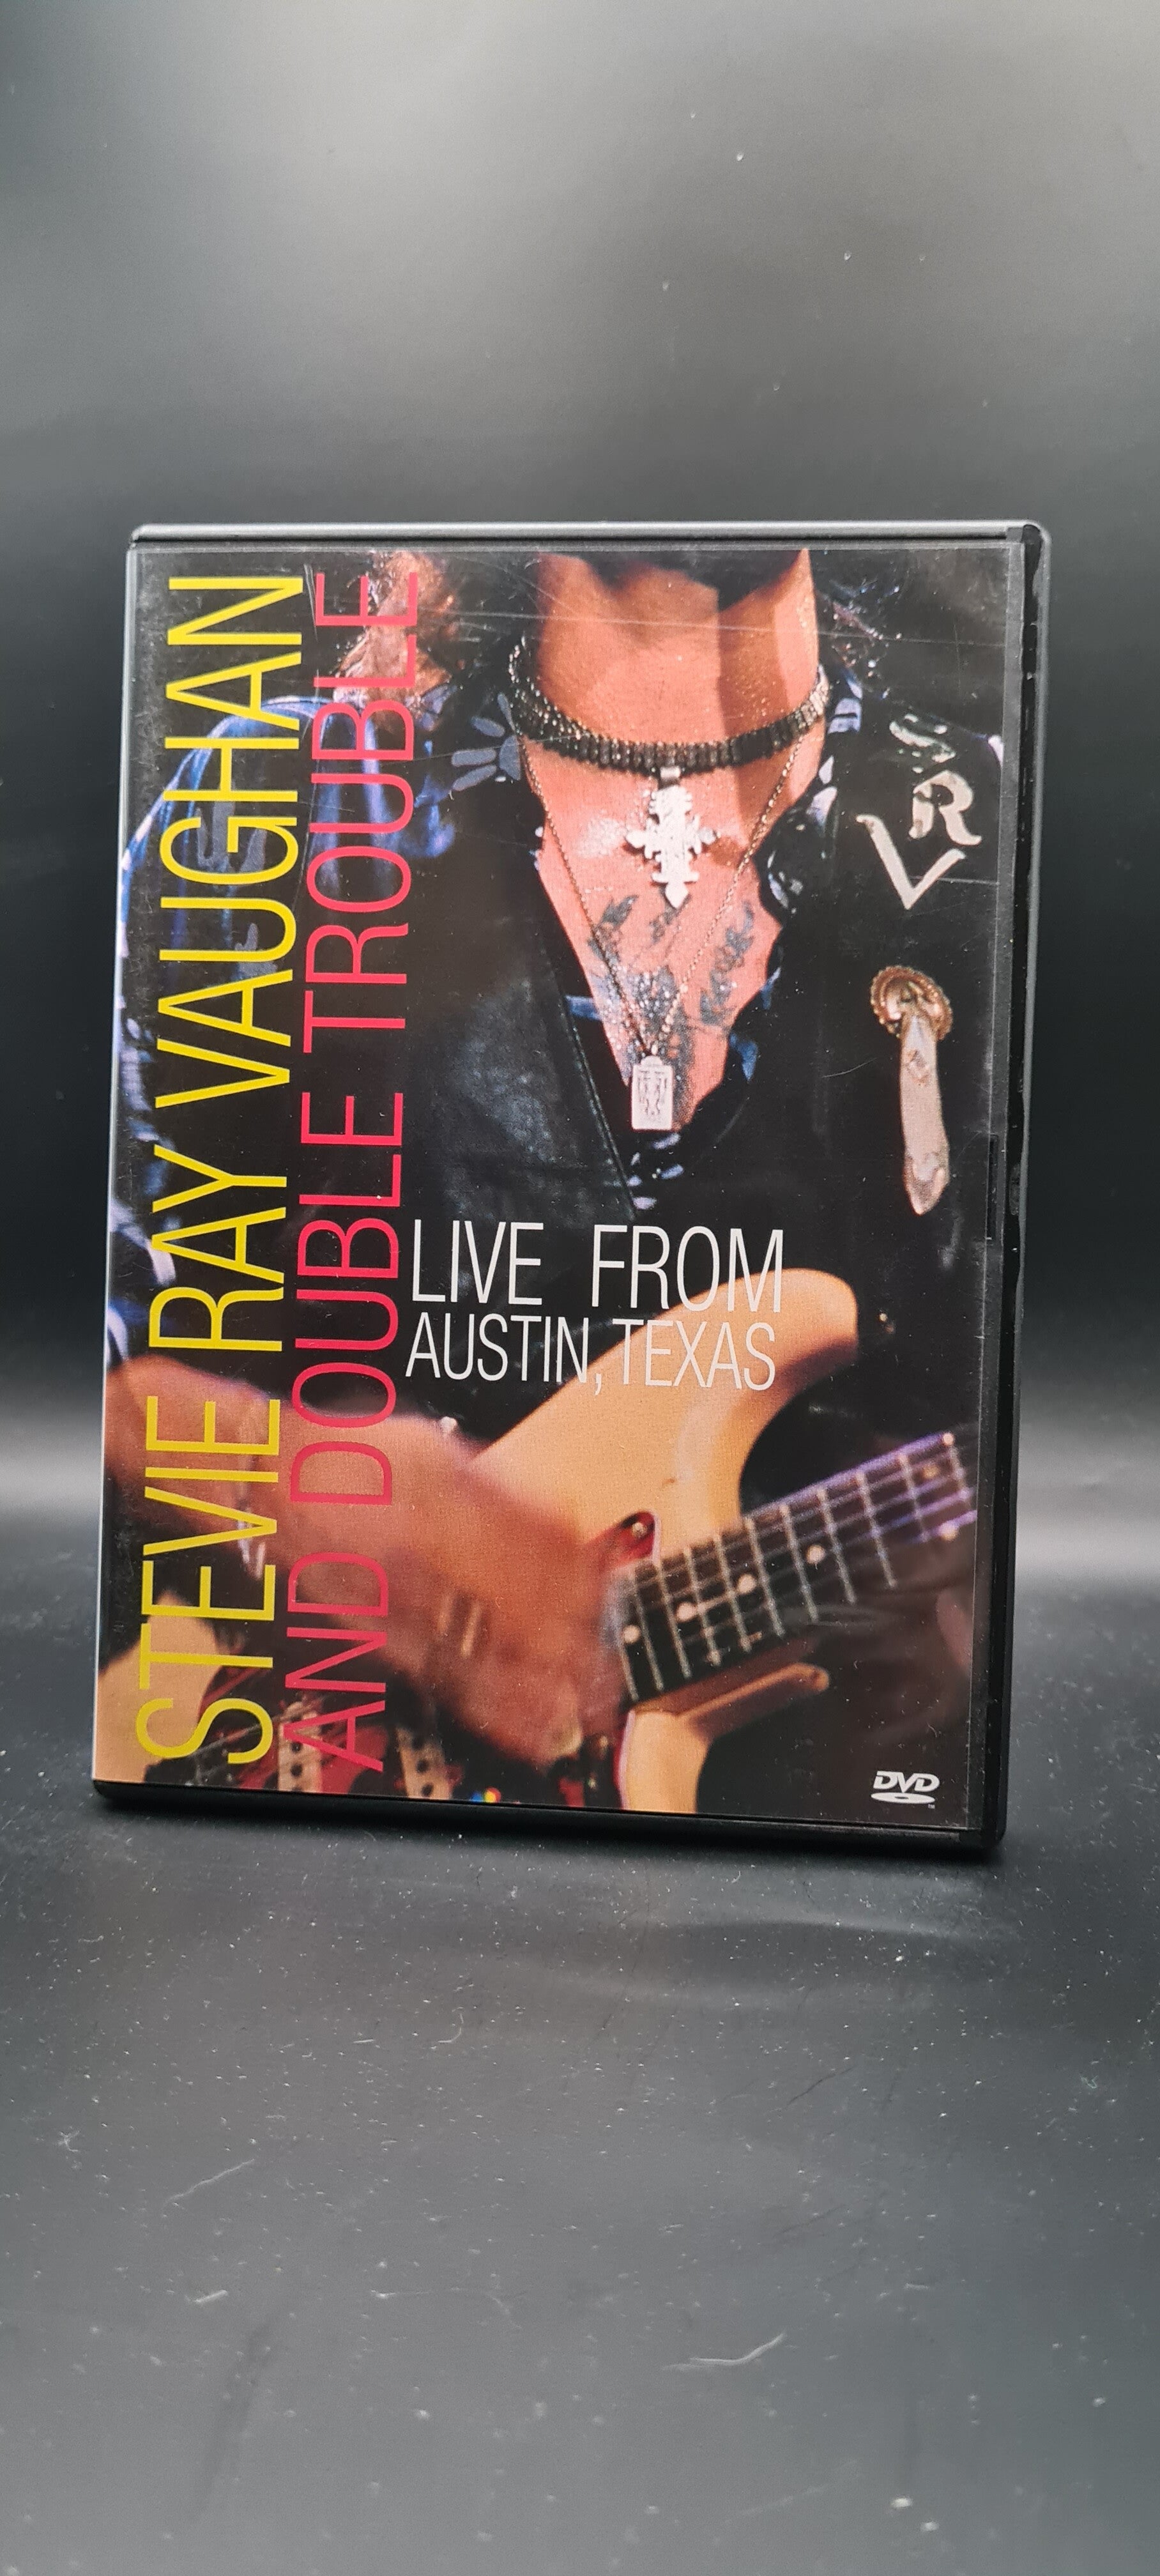 STEVIE RAY VAUGHAN
AND DOUBLE TROUBLE
LIVE FROM
AUSTIN, TEXAS
SRV
DVD